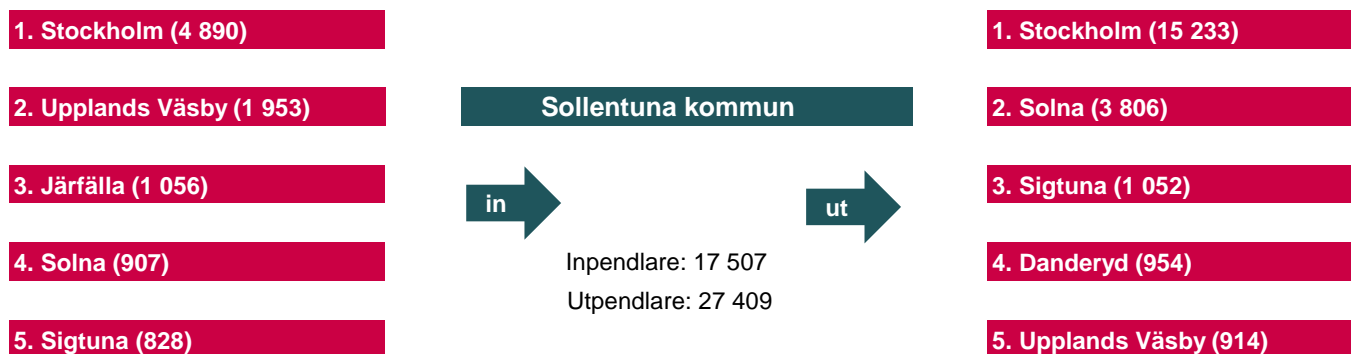 1. Stockholm (4 890)
2. Upplands Väsby (1 953)
3. Järfälla (1 056)
4. Solna (907)
5. Sigtuna (828)
Sollentuna kommun
in
ut
Inpendlare: 17 507
Utpendlare: 27 409
1. Stockholm (15 233)
2. Solna (3 806)
3. Sigtuna (1 052)
4. Danderyd (954)
5. Upplands Väsby (914)